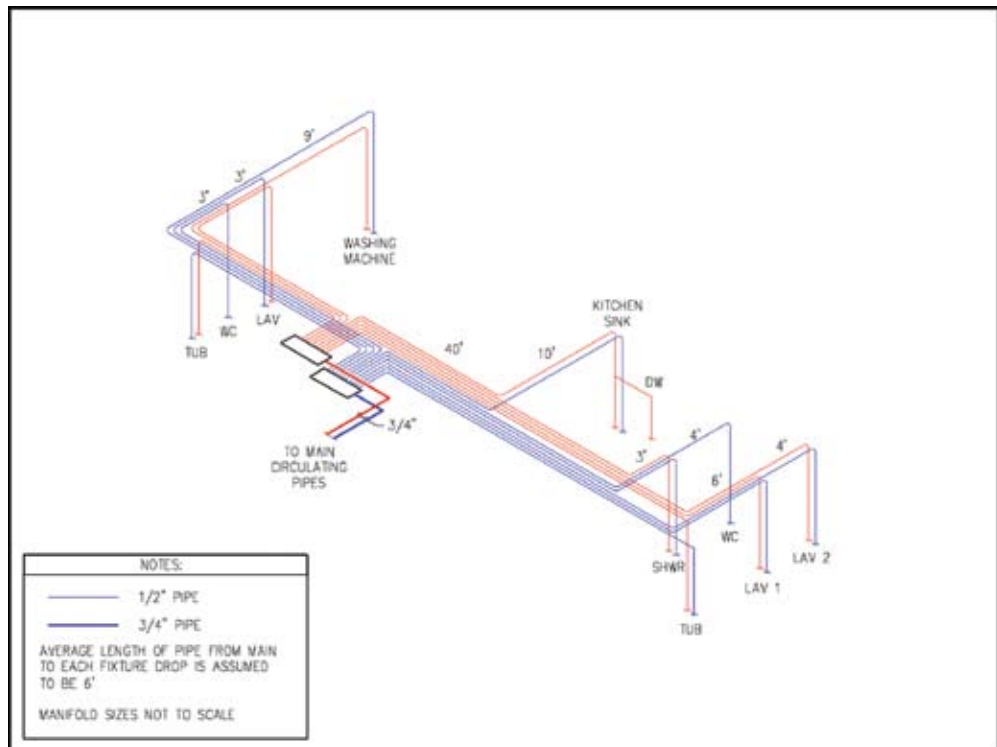 9'
3'
3'
WASHING
MACHINE
LAV
WC
TUB
KITCHEN
SINK
40'
10'
DW
3/4"
TO MAIN
CIRCULATING
PIPES
3'
4'
6'
4'
WC
SHWR
LAV 1
LAV 2
TUB
NOTES:
1/2" PIPE
3/4" PIPE
AVERAGE LENGTH OF PIPE FROM MAIN
TO EACH FIXTURE DROP IS ASSUMED
TO BE 6'
MANIFOLD SIZES NOT TO SCALE